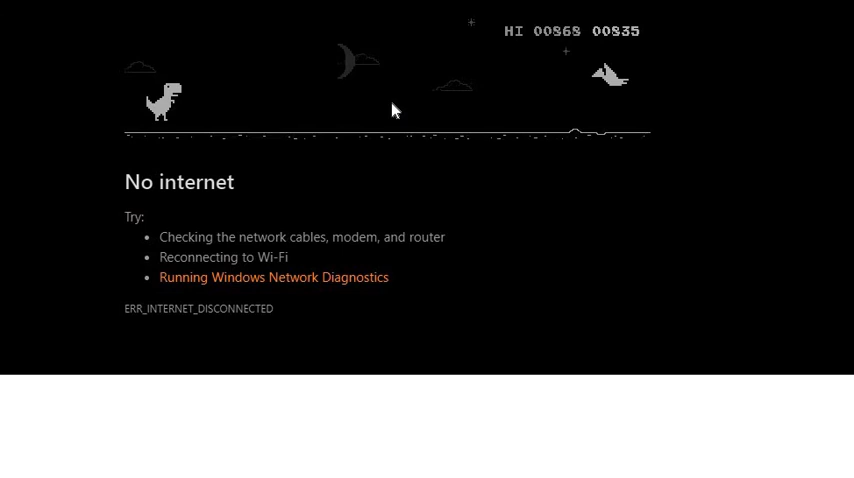 HI 00868 00835
No internet
Try:
• Checking the network cables, modem, and router
• Reconnecting to Wi-Fi
• Running Windows Network Diagnostics
ERR_INTERNET_DISCONNECTED